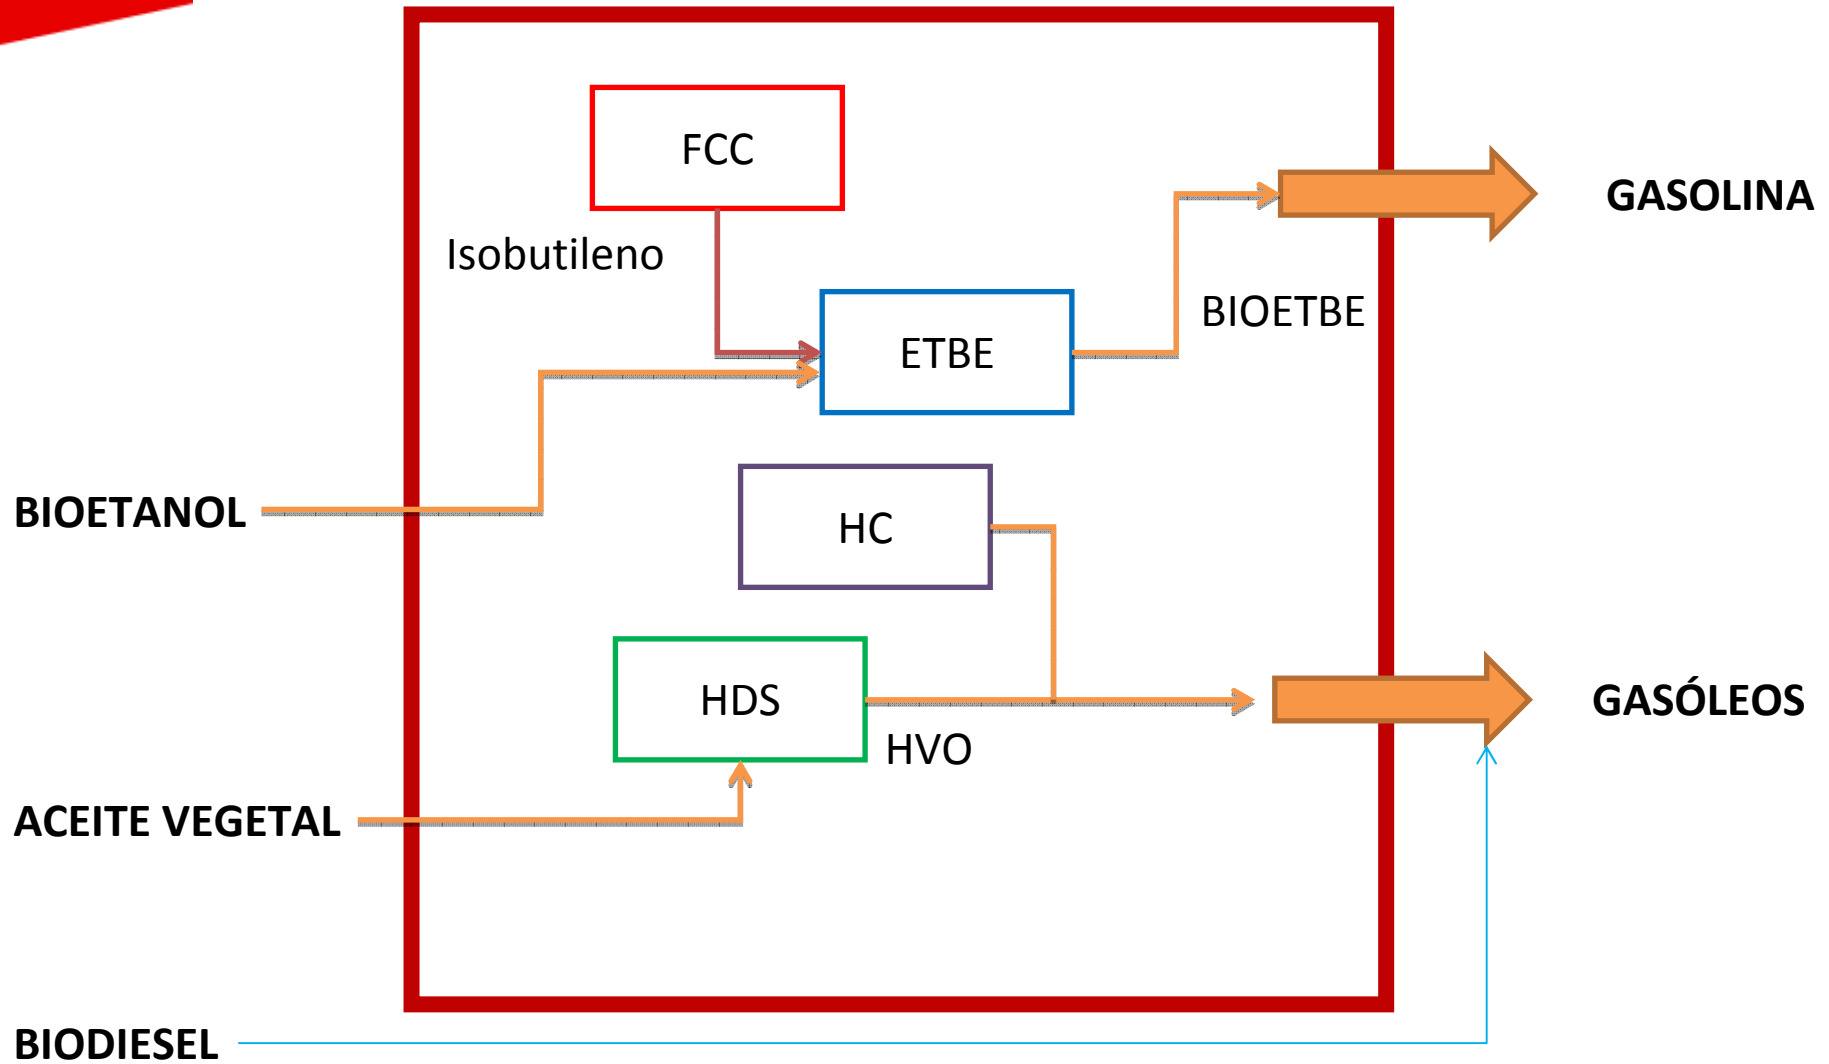 FCC
GASOLINA
Isobutileno
BIOETBE
ETBE
BIOETANOL
HC
HDS
GASÓLEOS
HVO
ACEITE VEGETAL
BIODIESEL